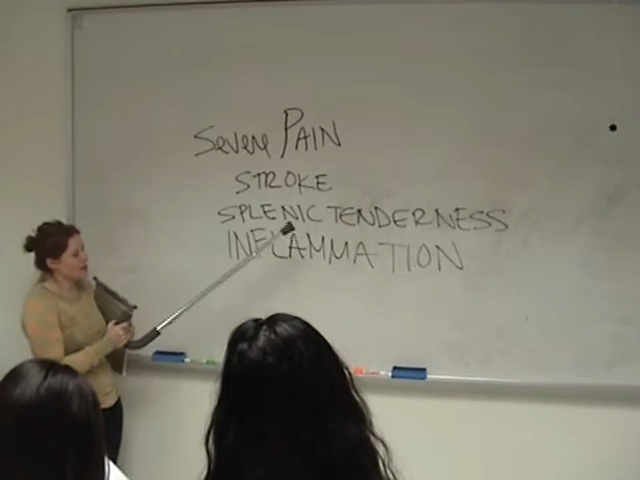 Severe PAIN
STROKE
SPLENIC TENDERNESS
INFLAMMATION